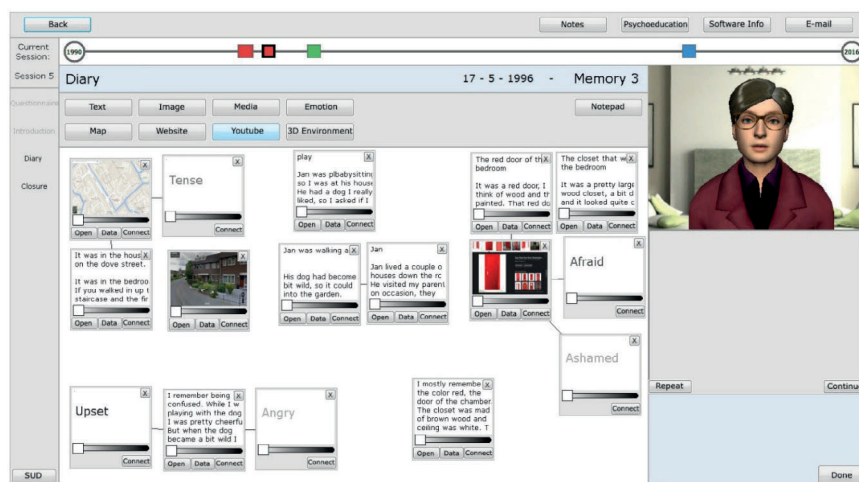 Back
Notes
Psychoeducation
Software Info
E-mail
Current
Session:
1990
2016
Session 5
Diary
17 - 5 - 1996 - Memory 3
Questionnaire
Introduction
Diary
Closure
Text
Image
Media
Emotion
Notepad
Map
Website
Youtube
3D Environment
X
Open
Data
Connect
X
Tense
Connect
play
X
Jan was plbabysitting
so I was at his house
He had a dog I really
liked, so I asked if I
Open
Data
Connect
The red door of th
X
bedroom
It was a red door, I
think of wood and th
painted. That red do
Open
Data
Connect
The closet that w
X
the bedroom
It was a pretty larg
wood closet, a bit d
and it looked quite c
Open
Data
Connect
It was in the hous
X
on the dove street.
It was in the bedroo
If you walked in up t
staircase and the fir
Open
Data
Connect
X
Open
Data
Connect
Jan was walking a
X
His dog had become
bit wild, so it could
into the garden.
Open
Data
Connect
Jan
X
Jan lived a couple o
houses down the rc
He visited my parent
on occasion, they
Open
Data
Connect
X
Open
Data
Connect
X
Afraid
Connect
X
Ashamed
Connect
X
Upset
Connect
I remember being
X
confused. While I w
playing with the dog
I was pretty cheerfu
But when the dog
became a bit wild I
Open
Data
Connect
X
Angry
Connect
I mostly remembe
X
the color red, the
door of the chamber
The closet was mad
of brown wood and
ceiling was white. T
Open
Data
Connect
Repeat
Continue
SUD
Done